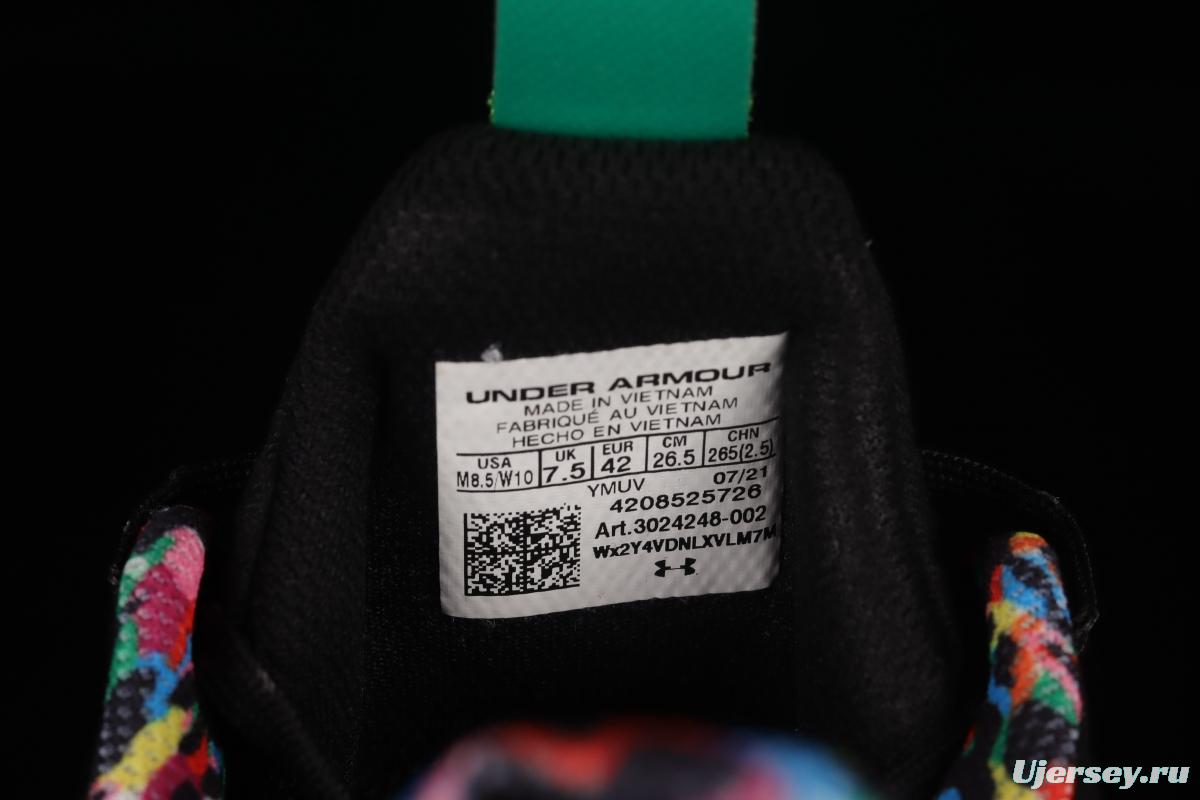 UNDER ARMOUR
MADE IN VIETNAM
FABRIQUÉ AU VIETNAM
HECHO EN VIETNAM
USA UK EUR CM CHN
M8.5/W10 7.5 42 26.5 265(2.5)
YMUV 07/21
4208525726
Art.3024248-002
Wx2Y4VDNLXVLM7M
Ujersey.ru